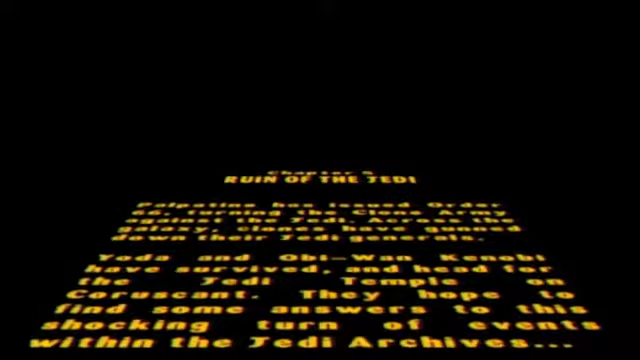 Chapter 5
RUIN OF THE JEDI
Palpatine has issued Order
66, turning the Clone Army
against the Jedi. Across the
galaxy, clones have gunned
down their Jedi generals.
Yoda and Obi-Wan Kenobi
have survived, and head for
the Jedi Temple on
Coruscant. They hope to
find some answers to this
shocking turn of events
within the Jedi Archives...